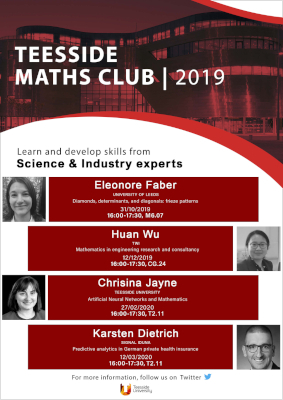 TEESSIDE
MATHS CLUB | 2019
Learn and develop skills from
Science & Industry experts
Eleonore Faber
UNIVERSITY OF LEEDS
Diamonds, determinants, and diagonals: frieze patterns
31/10/2019
16:00-17:30, M6.07
Huan Wu
TWI
Mathematics in engineering research and consultancy
12/12/2019
16:00-17:30, CG.24
Chrisina Jayne
TEESSIDE UNIVERSITY
Artificial Neural Networks and Mathematics
27/02/2020
16:00-17:30, T2.11
Karsten Dietrich
SIGNAL IDUNA
Predictive analytics in German private health insurance
12/03/2020
16:00-17:30, T2.11
For more information, follow us on Twitter
Teesside
University